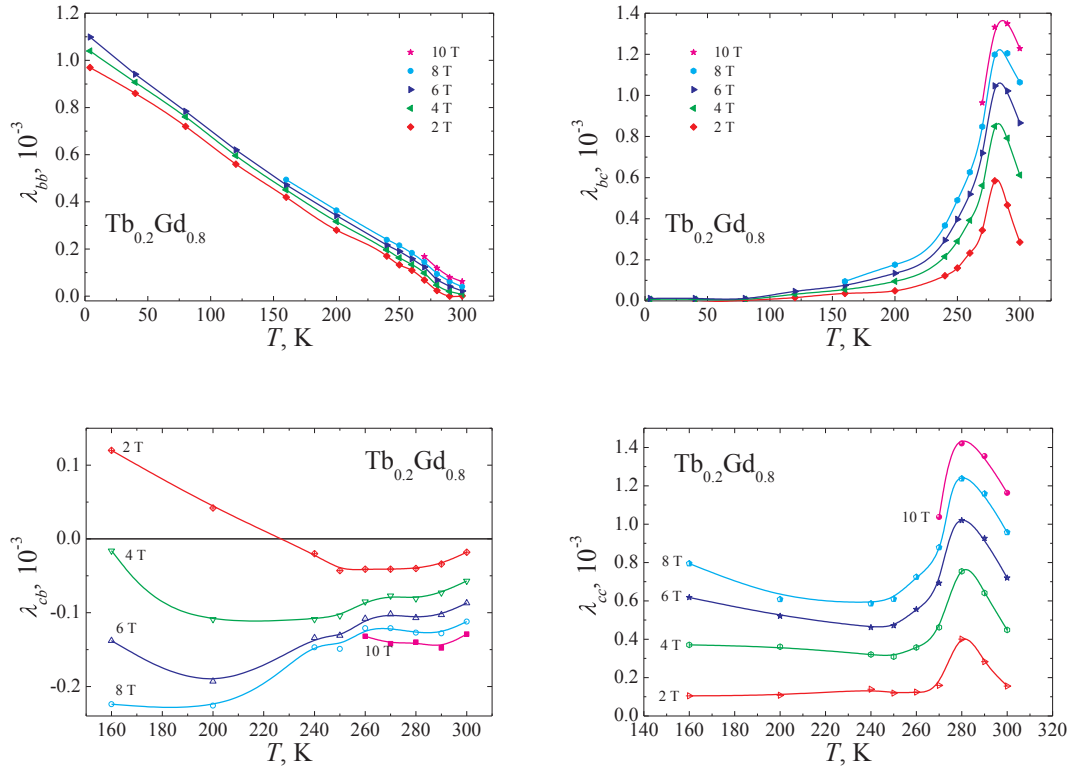 1.2
1.0
0.8
0.6
0.4
0.2
0.0
λbb, 10⁻³
10 T
8 T
6 T
4 T
2 T
Tb0.2Gd0.8
0 50 100 150 200 250 300
T, K
1.4
1.2
1.0
0.8
0.6
0.4
0.2
0.0
λbc, 10⁻³
10 T
8 T
6 T
4 T
2 T
Tb0.2Gd0.8
0 50 100 150 200 250 300
T, K
0.1
0.0
-0.1
-0.2
λcb, 10⁻³
2 T
Tb0.2Gd0.8
4 T
6 T
10 T
8 T
160 180 200 220 240 260 280 300
T, K
1.4
1.2
1.0
0.8
0.6
0.4
0.2
0.0
λcc, 10⁻³
Tb0.2Gd0.8
10 T
8 T
6 T
4 T
2 T
140 160 180 200 220 240 260 280 300 320
T, K